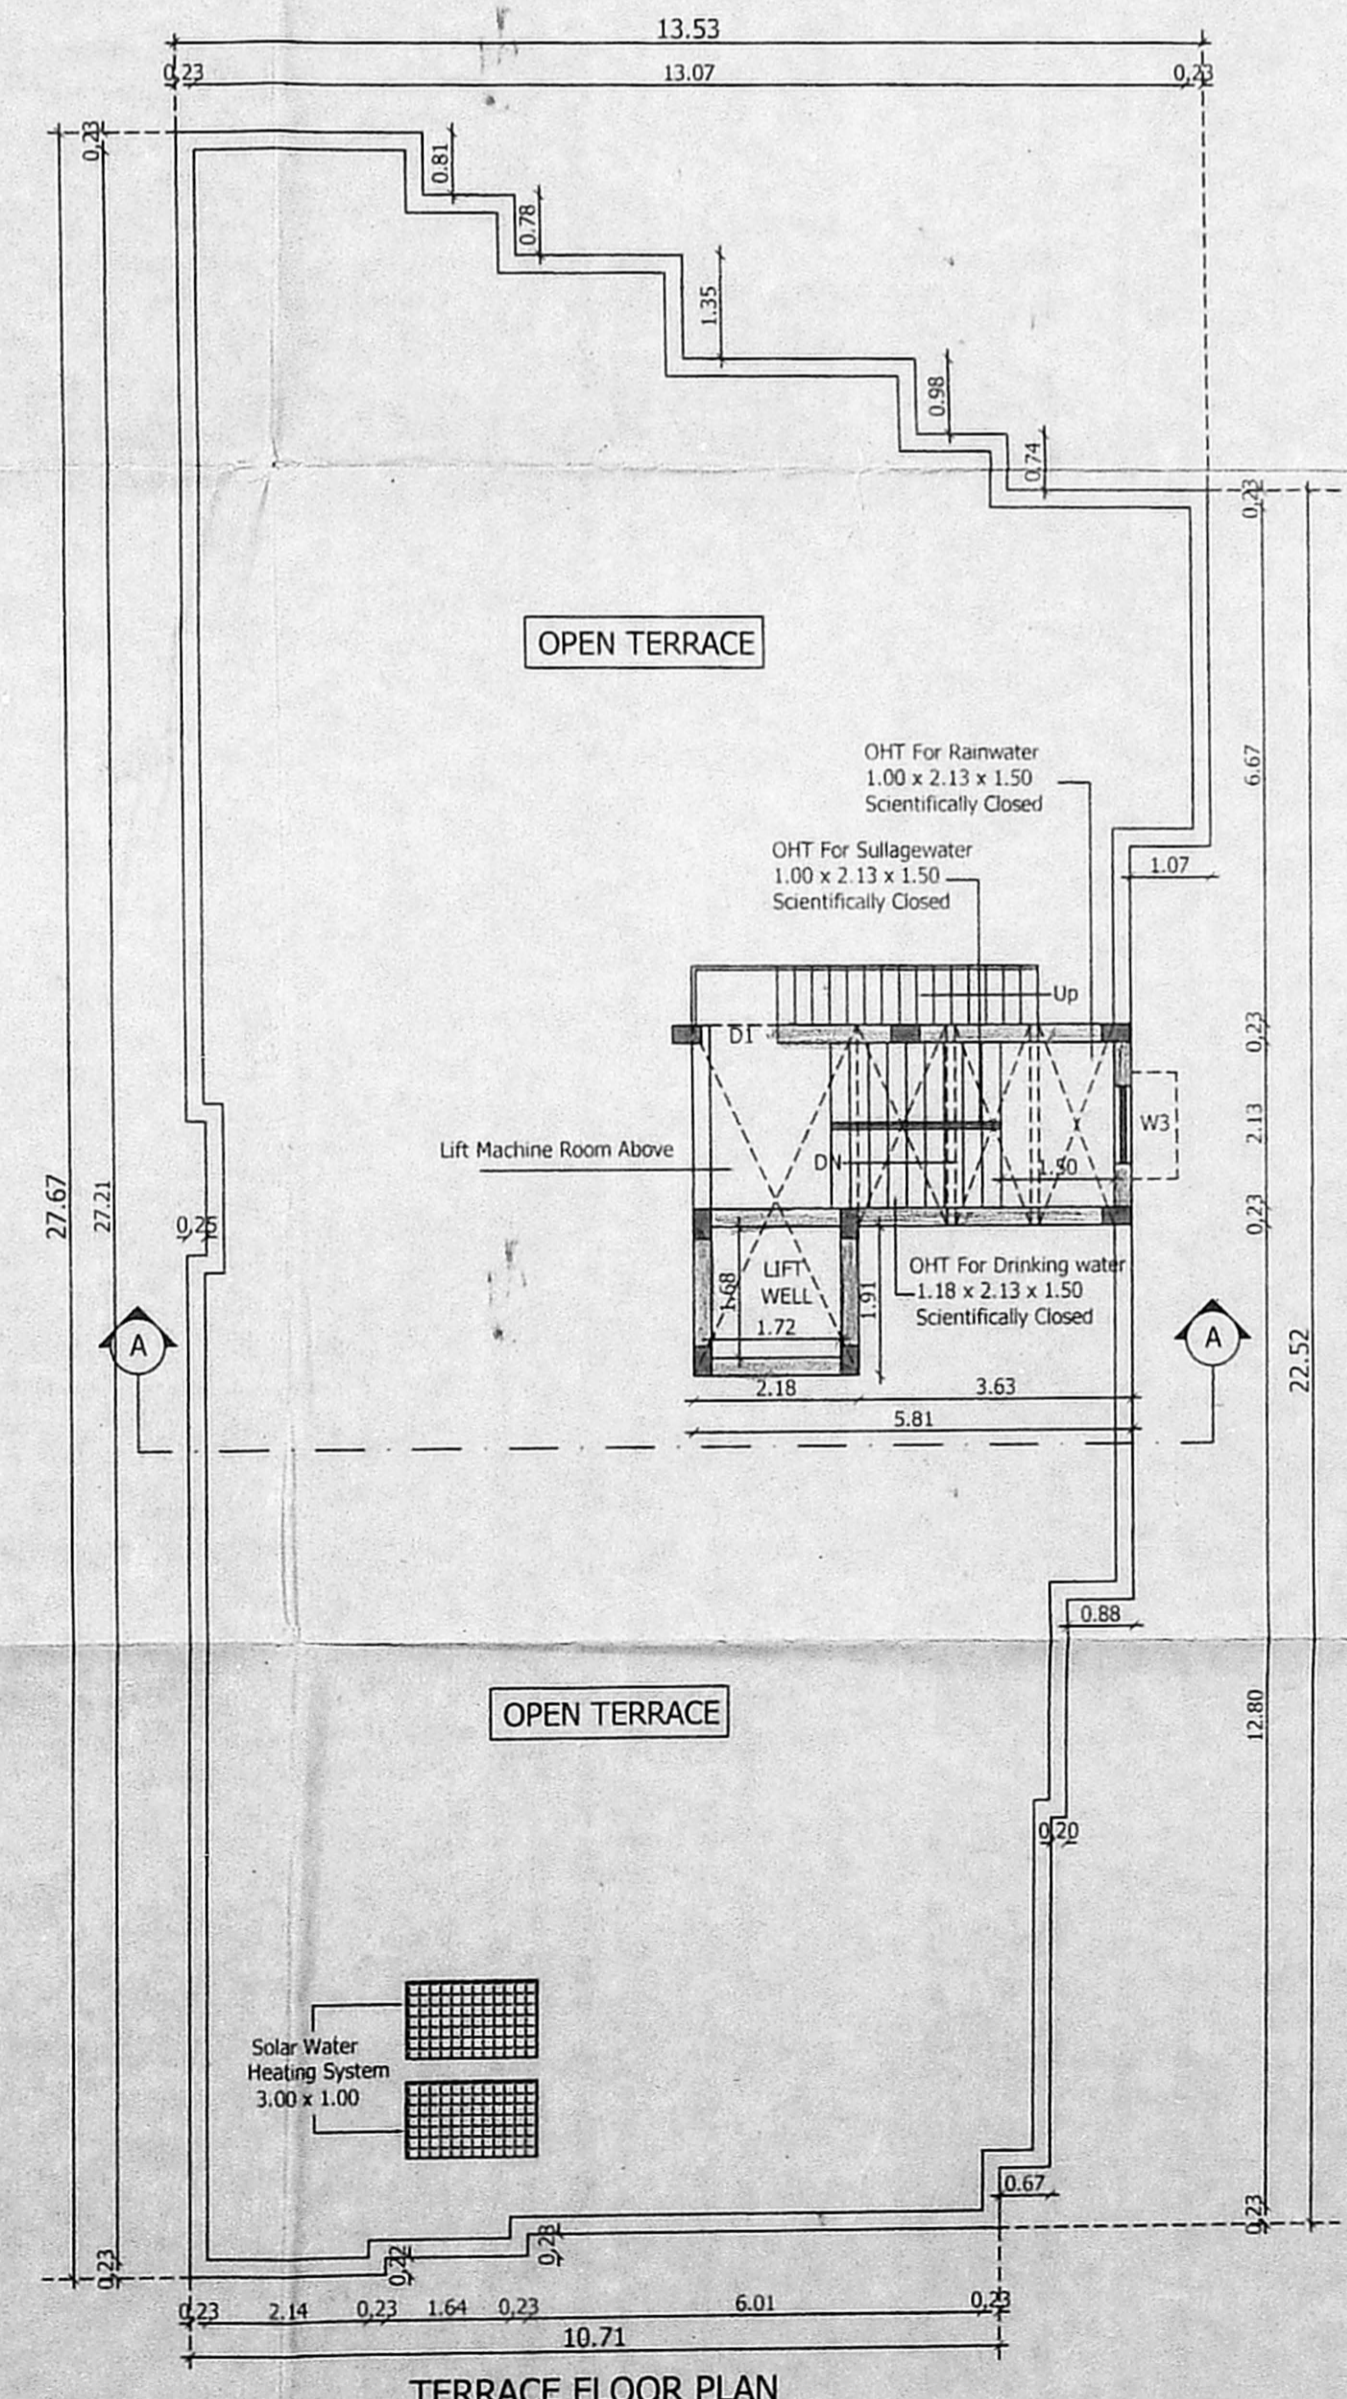 13.53
0,23
13.07
0,23
0,23
0.81
0.78
1.35
0.98
0.74
0,23
OPEN TERRACE
OHT For Rainwater
1.00 x 2.13 x 1.50
Scientifically Closed
6.67
OHT For Sullagewater
1.00 x 2.13 x 1.50
Scientifically Closed
1.07
Up
D1
0,23
W3
2.13
Lift Machine Room Above
DN
1.50
27.67
27.21
0,25
0,23
LIFT
WELL
1.68
1.72
1.91
OHT For Drinking water
1.18 x 2.13 x 1.50
Scientifically Closed
A
A
22.52
2.18
3.63
5.81
0.88
OPEN TERRACE
12.80
0,20
Solar Water
Heating System
3.00 x 1.00
0.67
0,23
0,28
0,22
0,23
0,23
2.14
0,23
1.64
0,23
6.01
0,23
10.71
TERRACE FLOOR PLAN